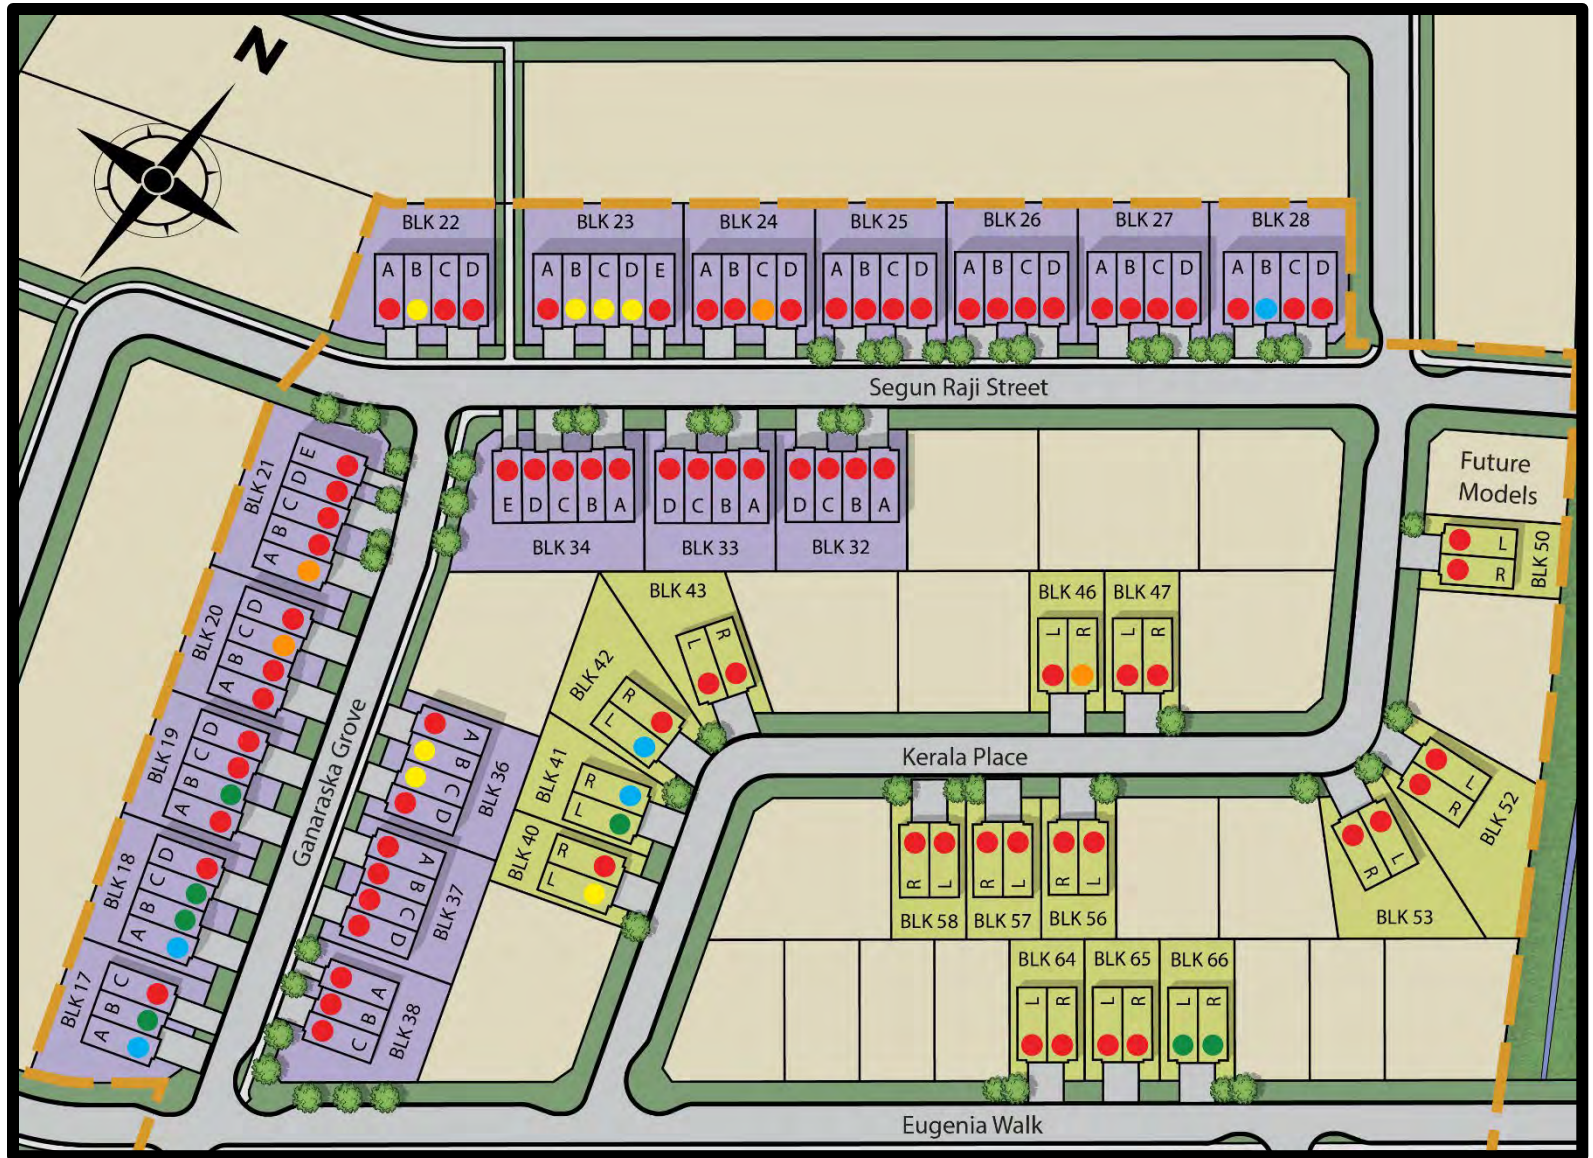 N
BLK 22
BLK 23
BLK 24
BLK 25
BLK 26
BLK 27
BLK 28
A B C D
A B C D E
A B C D
A B C D
A B C D
A B C D
A B C D
Segun Raji Street
E D C B A
D C B A
D C B A
BLK 34
BLK 33
BLK 32
Future
Models
L
R
BLK 50
BLK 21
E
D
C
B
A
BLK 20
D
C
B
A
BLK 19
D
C
B
A
BLK 18
D
C
B
A
BLK 17
C
B
A
Ganaraska Grove
A
B
C
D
BLK 36
A
B
C
D
BLK 37
A
B
C
BLK 38
BLK 43
L R
BLK 42
R
L
BLK 41
R
L
BLK 40
R
L
BLK 46
L R
BLK 47
L R
Kerala Place
L
R
BLK 52
R L
BLK 53
R L
R L
R L
BLK 58
BLK 57
BLK 56
BLK 64
BLK 65
BLK 66
L R
L R
L R
Eugenia Walk